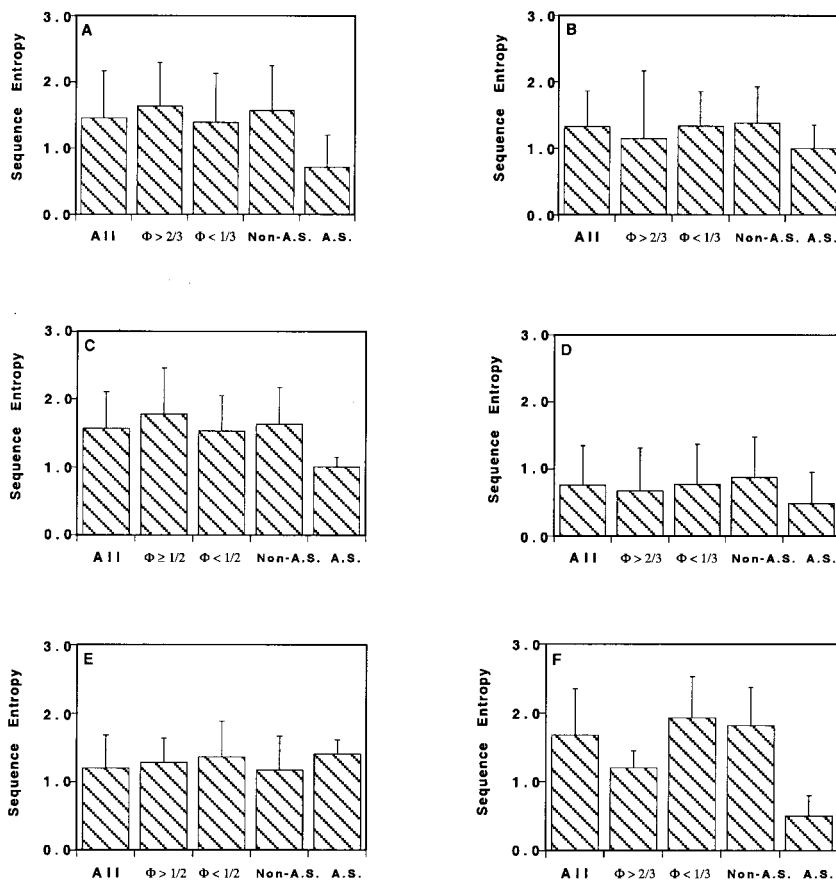 A
Sequence Entropy
3.0
2.0
1.0
0.0
All Φ > 2/3 Φ < 1/3 Non-A.S. A.S.
B
Sequence Entropy
3.0
2.0
1.0
0.0
All Φ > 2/3 Φ < 1/3 Non-A.S. A.S.
C
Sequence Entropy
3.0
2.0
1.0
0.0
All Φ ≥ 1/2 Φ < 1/2 Non-A.S. A.S.
D
Sequence Entropy
3.0
2.0
1.0
0.0
All Φ > 2/3 Φ < 1/3 Non-A.S. A.S.
E
Sequence Entropy
3.0
2.0
1.0
0.0
All Φ > 1/2 Φ < 1/2 Non-A.S. A.S.
F
Sequence Entropy
3.0
2.0
1.0
0.0
All Φ > 2/3 Φ < 1/3 Non-A.S. A.S.